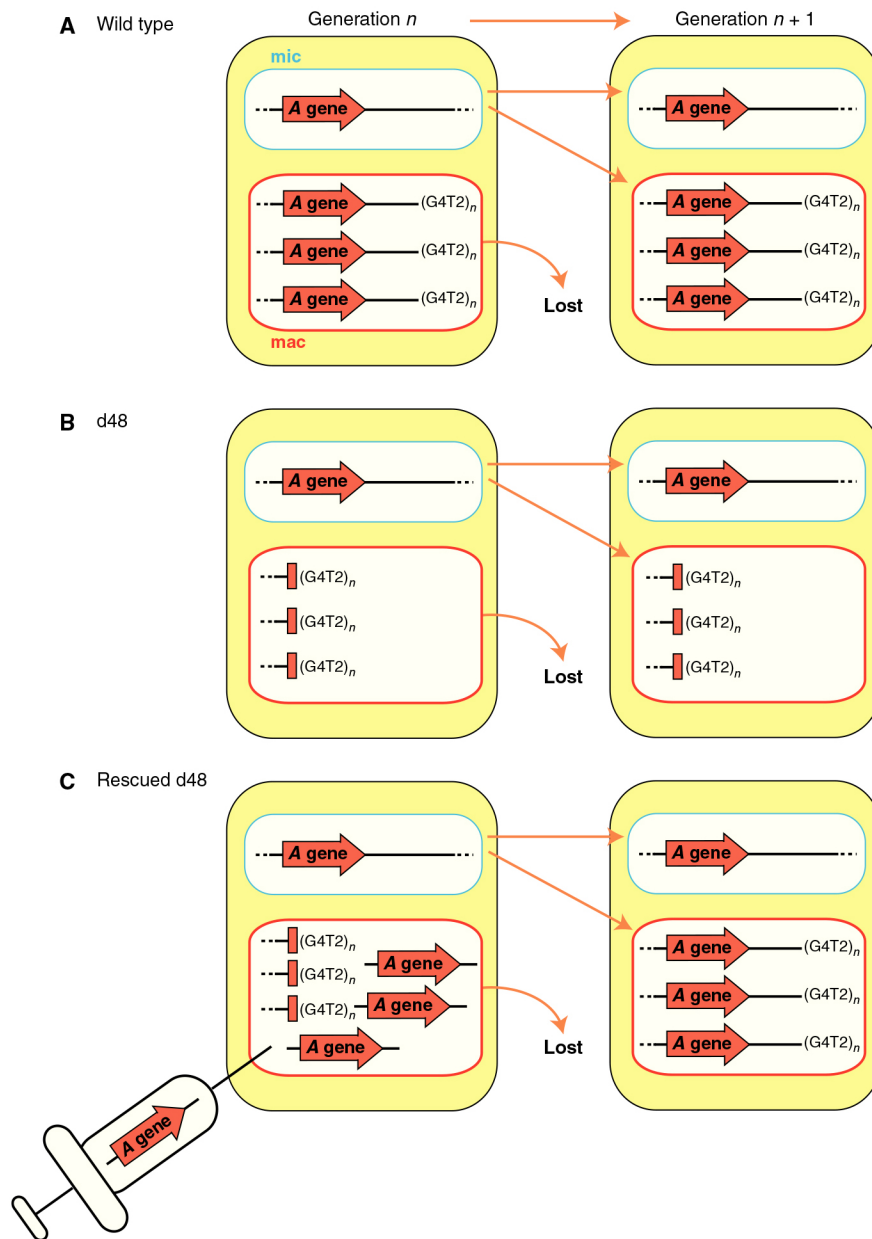 Generation n
Generation n + 1
A Wild type
mic
A gene
A gene
A gene (G4T2)n
A gene (G4T2)n
A gene (G4T2)n
mac
Lost
A gene (G4T2)n
A gene (G4T2)n
A gene (G4T2)n
B d48
A gene
A gene
(G4T2)n
(G4T2)n
(G4T2)n
Lost
(G4T2)n
(G4T2)n
(G4T2)n
C Rescued d48
A gene
A gene
(G4T2)n
(G4T2)n
(G4T2)n
A gene
A gene
A gene
Lost
A gene (G4T2)n
A gene (G4T2)n
A gene (G4T2)n
A gene